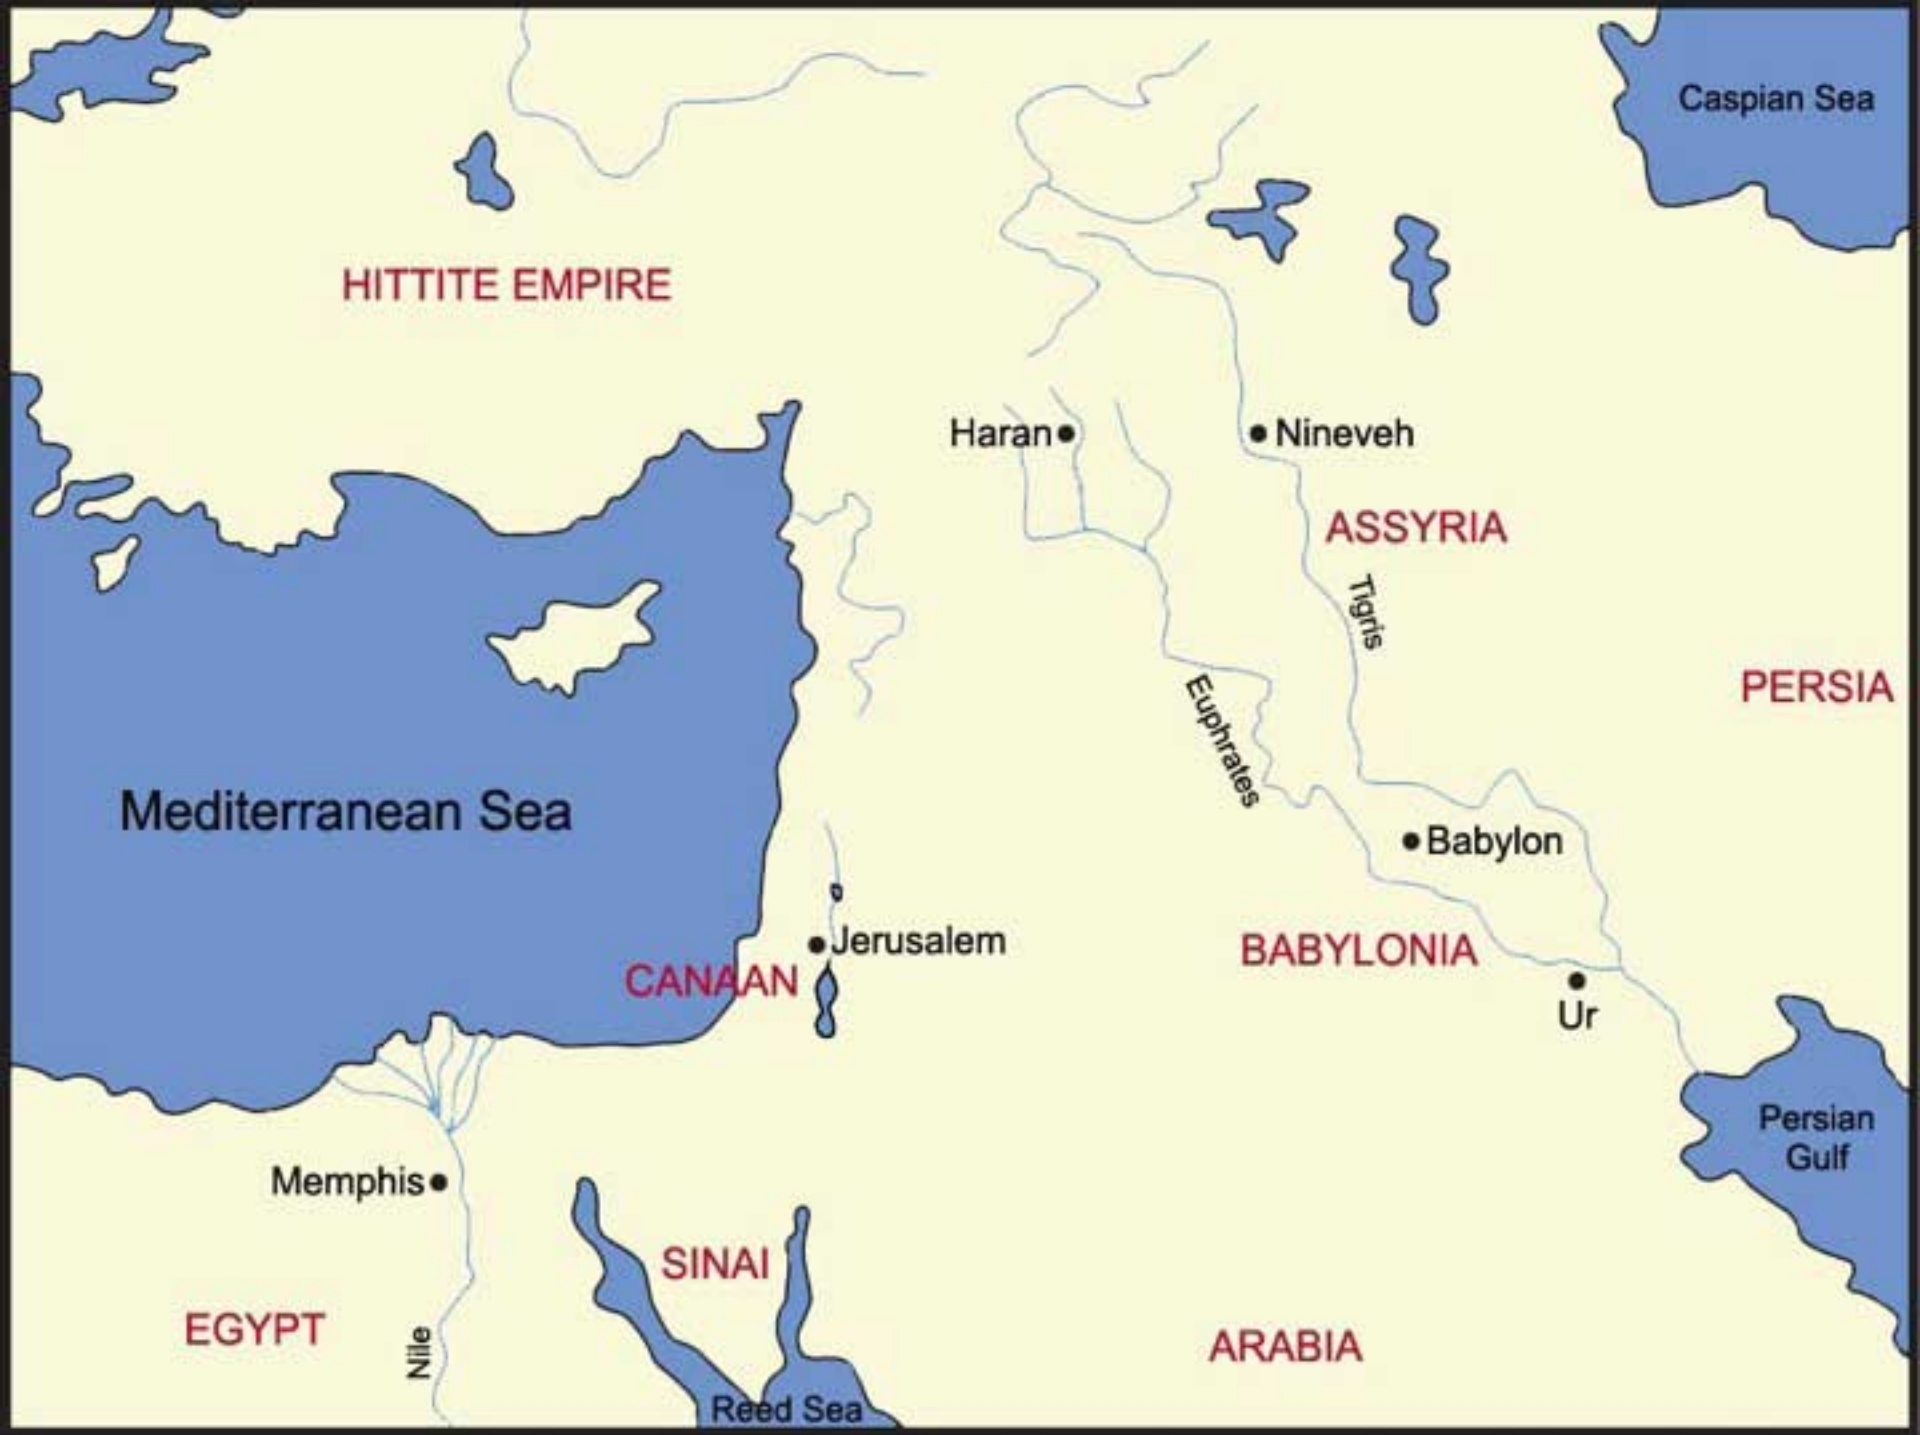 Caspian Sea
HITTITE EMPIRE
Haran
Nineveh
ASSYRIA
Tigris
PERSIA
Euphrates
Mediterranean Sea
Babylon
Jerusalem
BABYLONIA
CANAAN
Ur
Persian
Gulf
Memphis
SINAI
EGYPT
Nile
ARABIA
Reed Sea